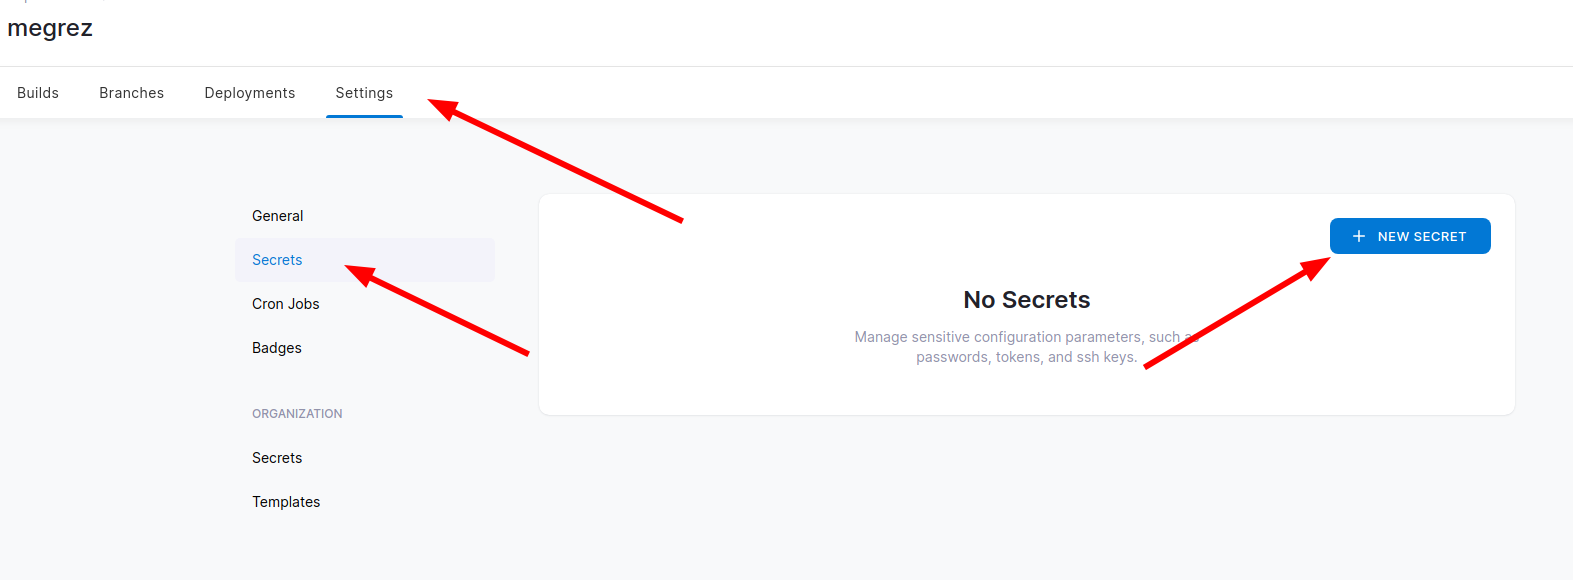 megrez
Builds Branches Deployments Settings
General
Secrets
Cron Jobs
Badges
ORGANIZATION
Secrets
Templates
+ NEW SECRET
No Secrets
Manage sensitive configuration parameters, such as
passwords, tokens, and ssh keys.